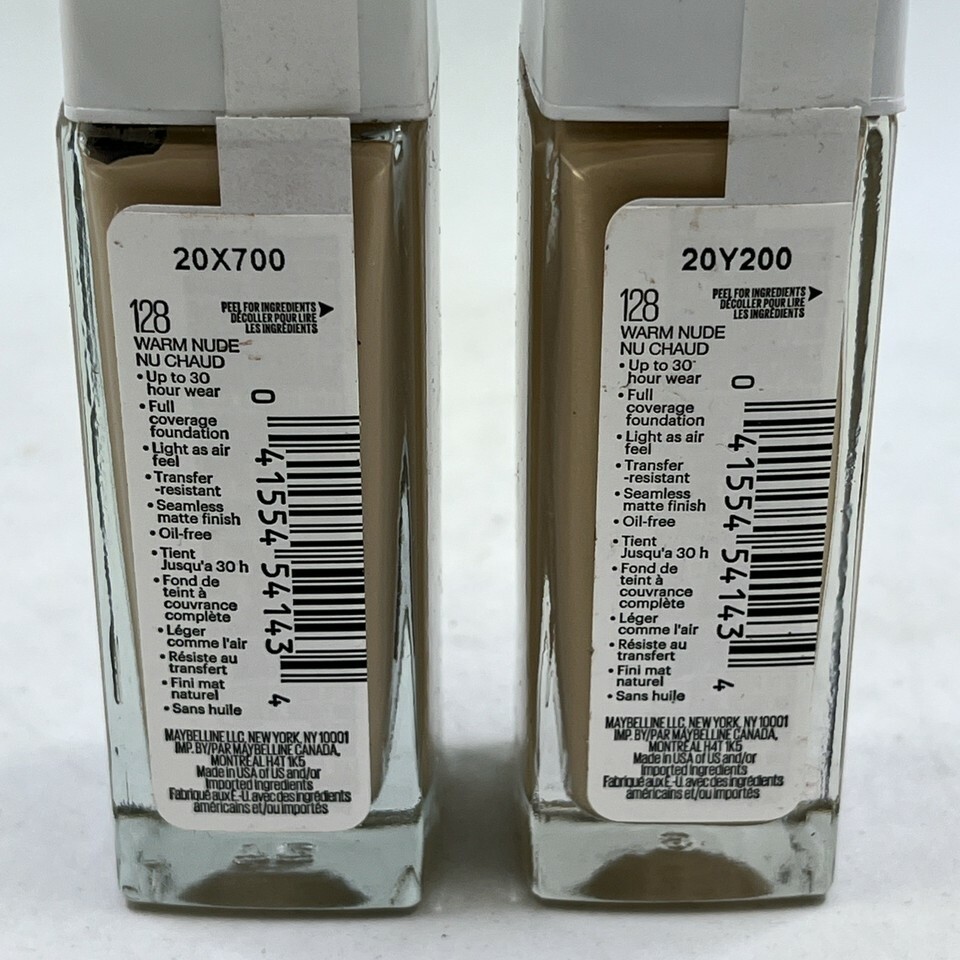 20X700
128
PEEL FOR INGREDIENTS
DÉCOLLER POUR LIRE
LES INGRÉDIENTS
WARM NUDE
NU CHAUD
• Up to 30
hour wear
• Full
coverage
foundation
• Light as air
feel
• Transfer
-resistant
• Seamless
matte finish
• Oil-free
• Tient
Jusqu'a 30 h
• Fond de
teint à
couvrance
complète
• Léger
comme l'air
• Résiste au
transfert
• Fini mat
naturel
• Sans huile
0 41554 54143 4
MAYBELLINE LLC, NEW YORK, NY 10001
IMP. BY/PAR MAYBELLINE CANADA,
MONTRÉAL H4T 1K5
Made in USA of US and/or
Imported Ingredients
Fabriqué aux É.-U. avec des ingrédients
américains et/ou importés
20Y200
128
PEEL FOR INGREDIENTS
DÉCOLLER POUR LIRE
LES INGRÉDIENTS
WARM NUDE
NU CHAUD
• Up to 30
hour wear
• Full
coverage
foundation
• Light as air
feel
• Transfer
-resistant
• Seamless
matte finish
• Oil-free
• Tient
Jusqu'a 30 h
• Fond de
teint à
couvrance
complète
• Léger
comme l'air
• Résiste au
transfert
• Fini mat
naturel
• Sans huile
0 41554 54143 4
MAYBELLINE LLC, NEW YORK, NY 10001
IMP. BY/PAR MAYBELLINE CANADA,
MONTRÉAL H4T 1K5
Made in USA of US and/or
Imported Ingredients
Fabriqué aux É.-U. avec des ingrédients
américains et/ou importés